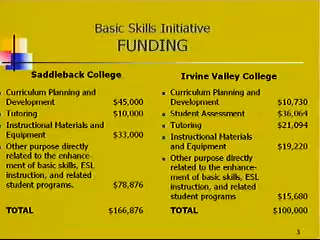 Basic Skills Initiative
FUNDING
Saddleback College
Curriculum Planning and
Development $45,000
Tutoring $10,000
Instructional Materials and
Equipment $33,000
Other purpose directly
related to the enhance-
ment of basic skills, ESL
instruction, and related
student programs. $78,876
TOTAL $166,876
Irvine Valley College
Curriculum Planning and
Development $10,730
Student Assessment $36,064
Tutoring $21,094
Instructional Materials
and Equipment $19,220
Other purpose directly
related to the enhance-
ment of basic skills, ESL
instruction, and related
student programs $15,680
TOTAL $100,000
3